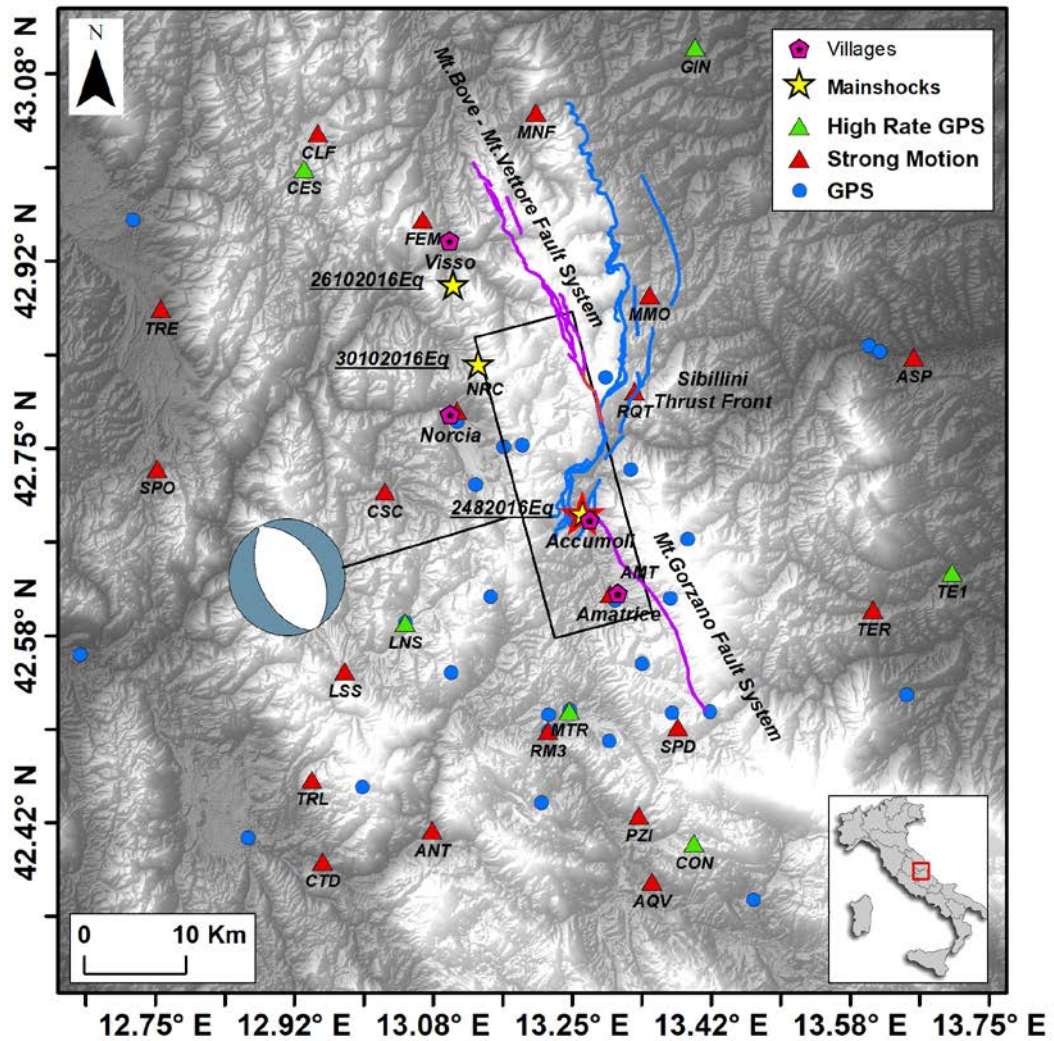 N
43.08° N
42.92° N
42.75° N
42.58° N
42.42° N
12.75° E
12.92° E
13.08° E
13.25° E
13.42° E
13.58° E
13.75° E
Villages
Mainshocks
High Rate GPS
Strong Motion
GPS
GIN
MNF
CLF
CES
Mt.Bove - Mt.Vettore Fault System
FEM
Visso
26102016Eq
TRE
MMO
30102016Eq
NRC
ASP
RQT
Sibillini
Thrust Front
Norcia
SPO
CSC
2482016Eq
Accumoli
AMT
Amatrice
Mt.Gorzano Fault System
TE1
TER
LNS
LSS
MTR
RM3
SPD
TRL
ANT
PZI
CON
CTD
AQV
0 10 Km